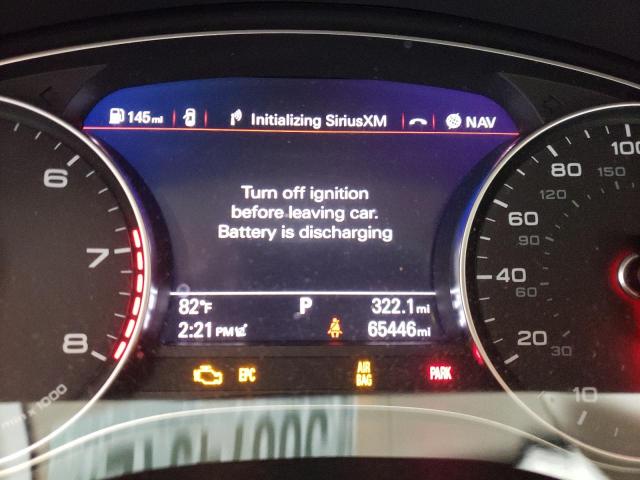 145 mi
Initializing SiriusXM
NAV
Turn off ignition
before leaving car.
Battery is discharging
82°F P 322.1 mi
2:21 PM 65446 mi
EPC
AIR
BAG
PARK
6
7
8
min x 1000
100
150
80
120
60
90
40
60
20
30
10